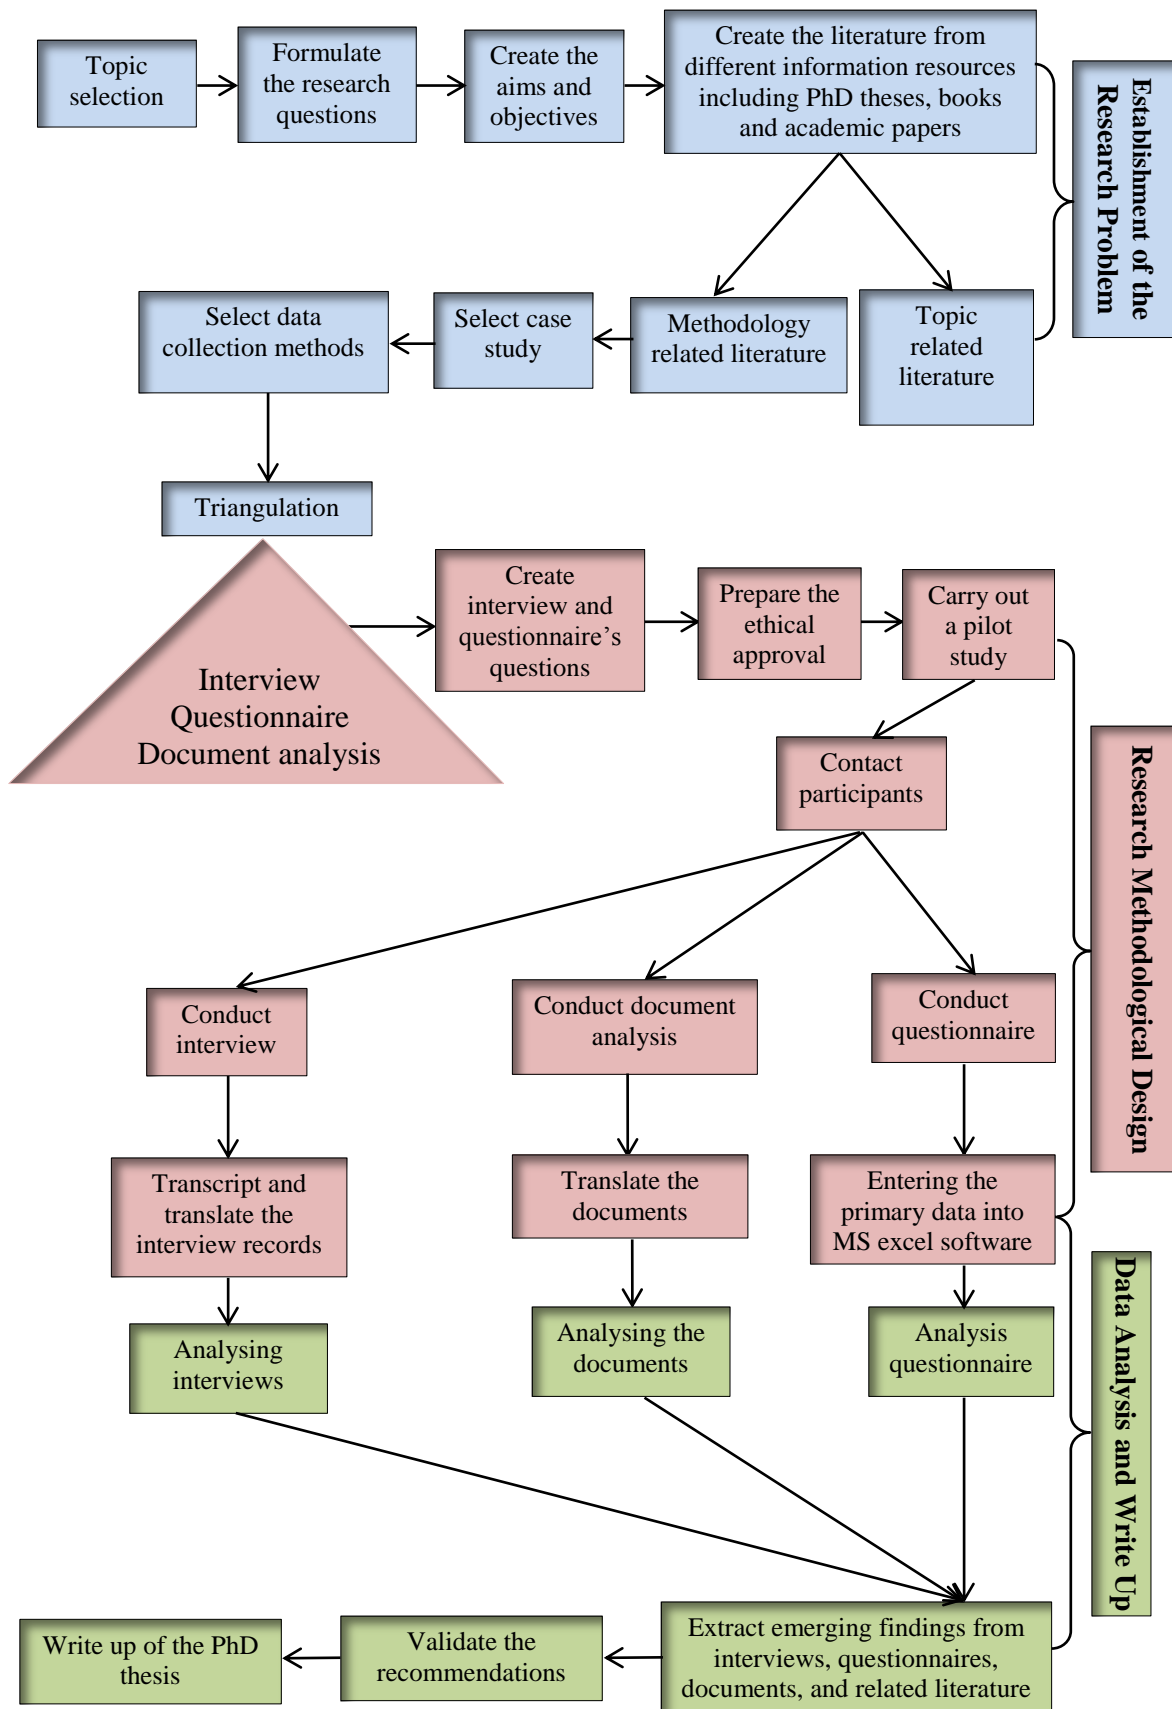 Topic
selection
Formulate
the research
questions
Create the
aims and
objectives
Create the literature from
different information resources
including PhD theses, books
and academic papers
Establishment of the
Research Problem
Select data
collection methods
Select case
study
Methodology
related literature
Topic
related
literature
Triangulation
Interview
Questionnaire
Document analysis
Create
interview and
questionnaire’s
questions
Prepare the
ethical
approval
Carry out
a pilot
study
Contact
participants
Research Methodological Design
Conduct
interview
Conduct document
analysis
Conduct
questionnaire
Transcript and
translate the
interview records
Translate the
documents
Entering the
primary data into
MS excel software
Analysing
interviews
Analysing the
documents
Analysis
questionnaire
Data Analysis and Write Up
Write up of the PhD
thesis
Validate the
recommendations
Extract emerging findings from
interviews, questionnaires,
documents, and related literature